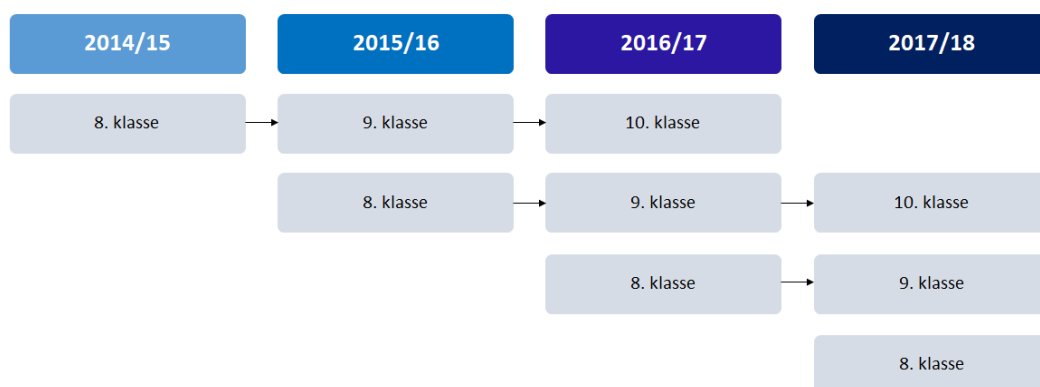 2014/15 2015/16 2016/17 2017/18
8. klasse 9. klasse 10. klasse
8. klasse 9. klasse 10. klasse
8. klasse 9. klasse
8. klasse